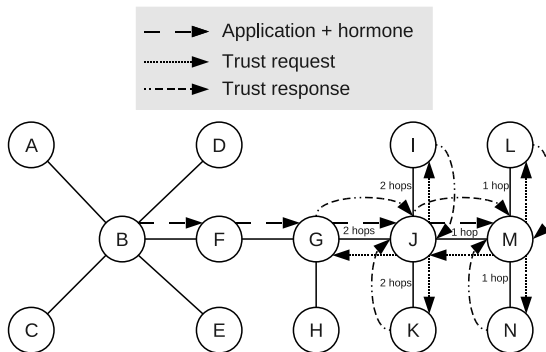 Application + hormone
Trust request
Trust response
A
D
I
L
2 hops
1 hop
B
F
G
2 hops
J
1 hop
M
2 hops
1 hop
C
E
H
K
N